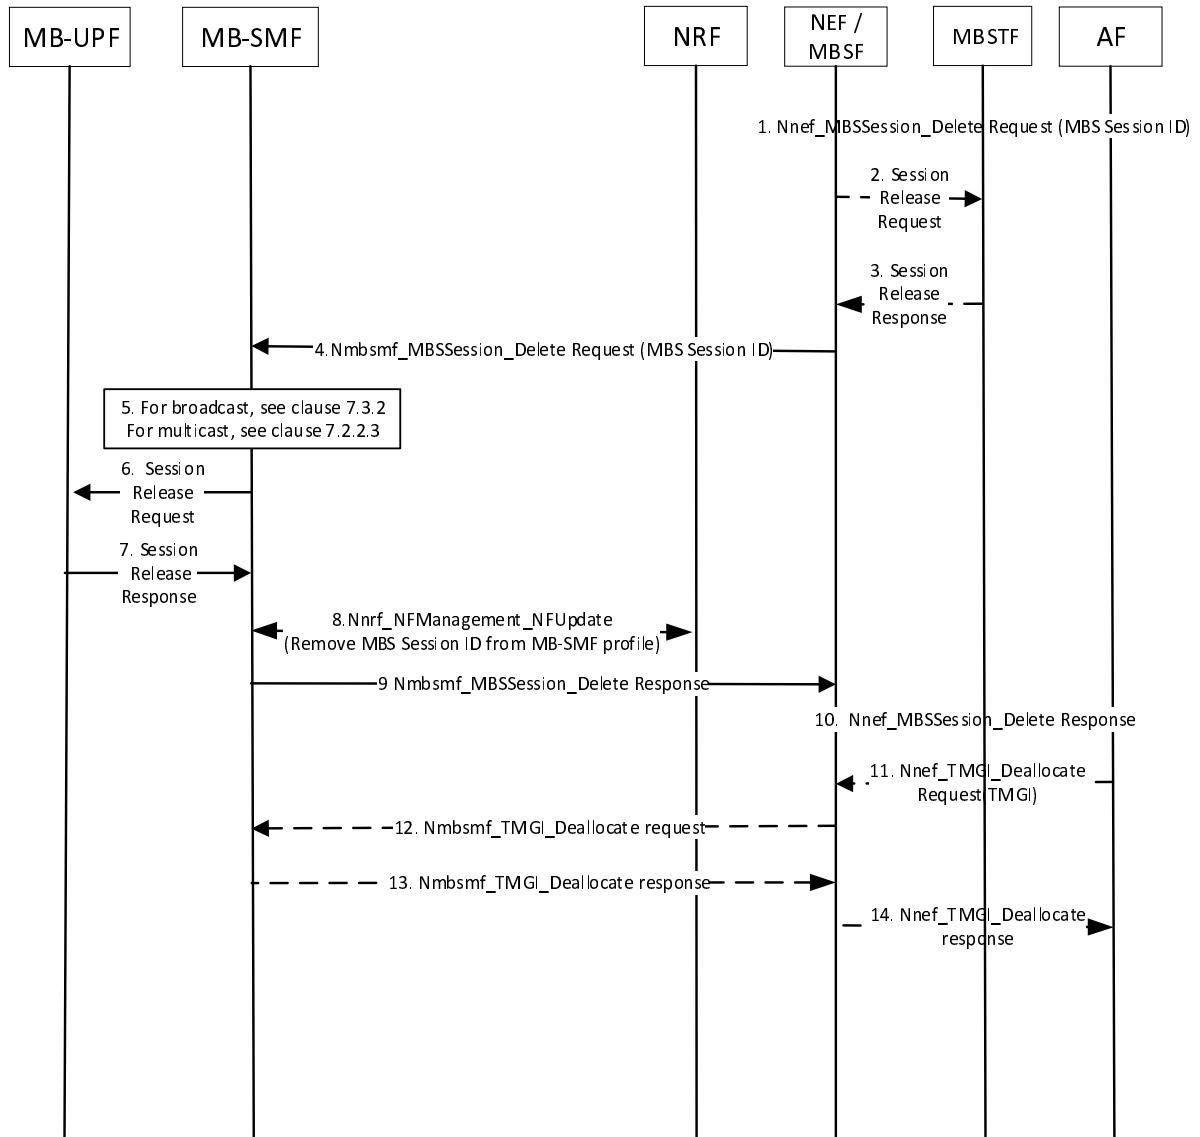 MB-UPF
MB-SMF
NRF
NEF /
MBSF
MBSTF
AF
1. Nnef_MBSSession_Delete Request (MBS Session ID)
2. Session
Release
Request
3. Session
Release
Response
4.Nmbsmf_MBSSession_Delete Request (MBS Session ID)
5. For broadcast, see clause 7.3.2
For multicast, see clause 7.2.2.3
6. Session
Release
Request
7. Session
Release
Response
8.Nnrf_NFManagement_NFUpdate
(Remove MBS Session ID from MB-SMF profile)
9 Nmbsmf_MBSSession_Delete Response
10. Nnef_MBSSession_Delete Response
11. Nnef_TMGI_Deallocate
Request(TMGI)
12. Nmbsmf_TMGI_Deallocate request
13. Nmbsmf_TMGI_Deallocate response
14. Nnef_TMGI_Deallocate
response